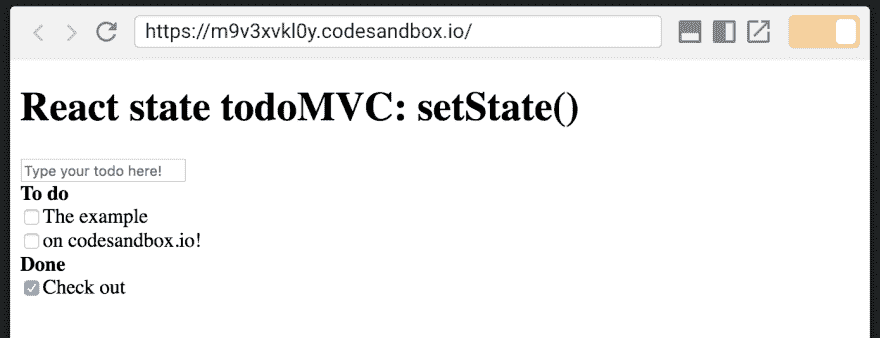 https://m9v3xvkl0y.codesandbox.io/
React state todoMVC: setState()
Type your todo here!
To do
The example
on codesandbox.io!
Done
Check out